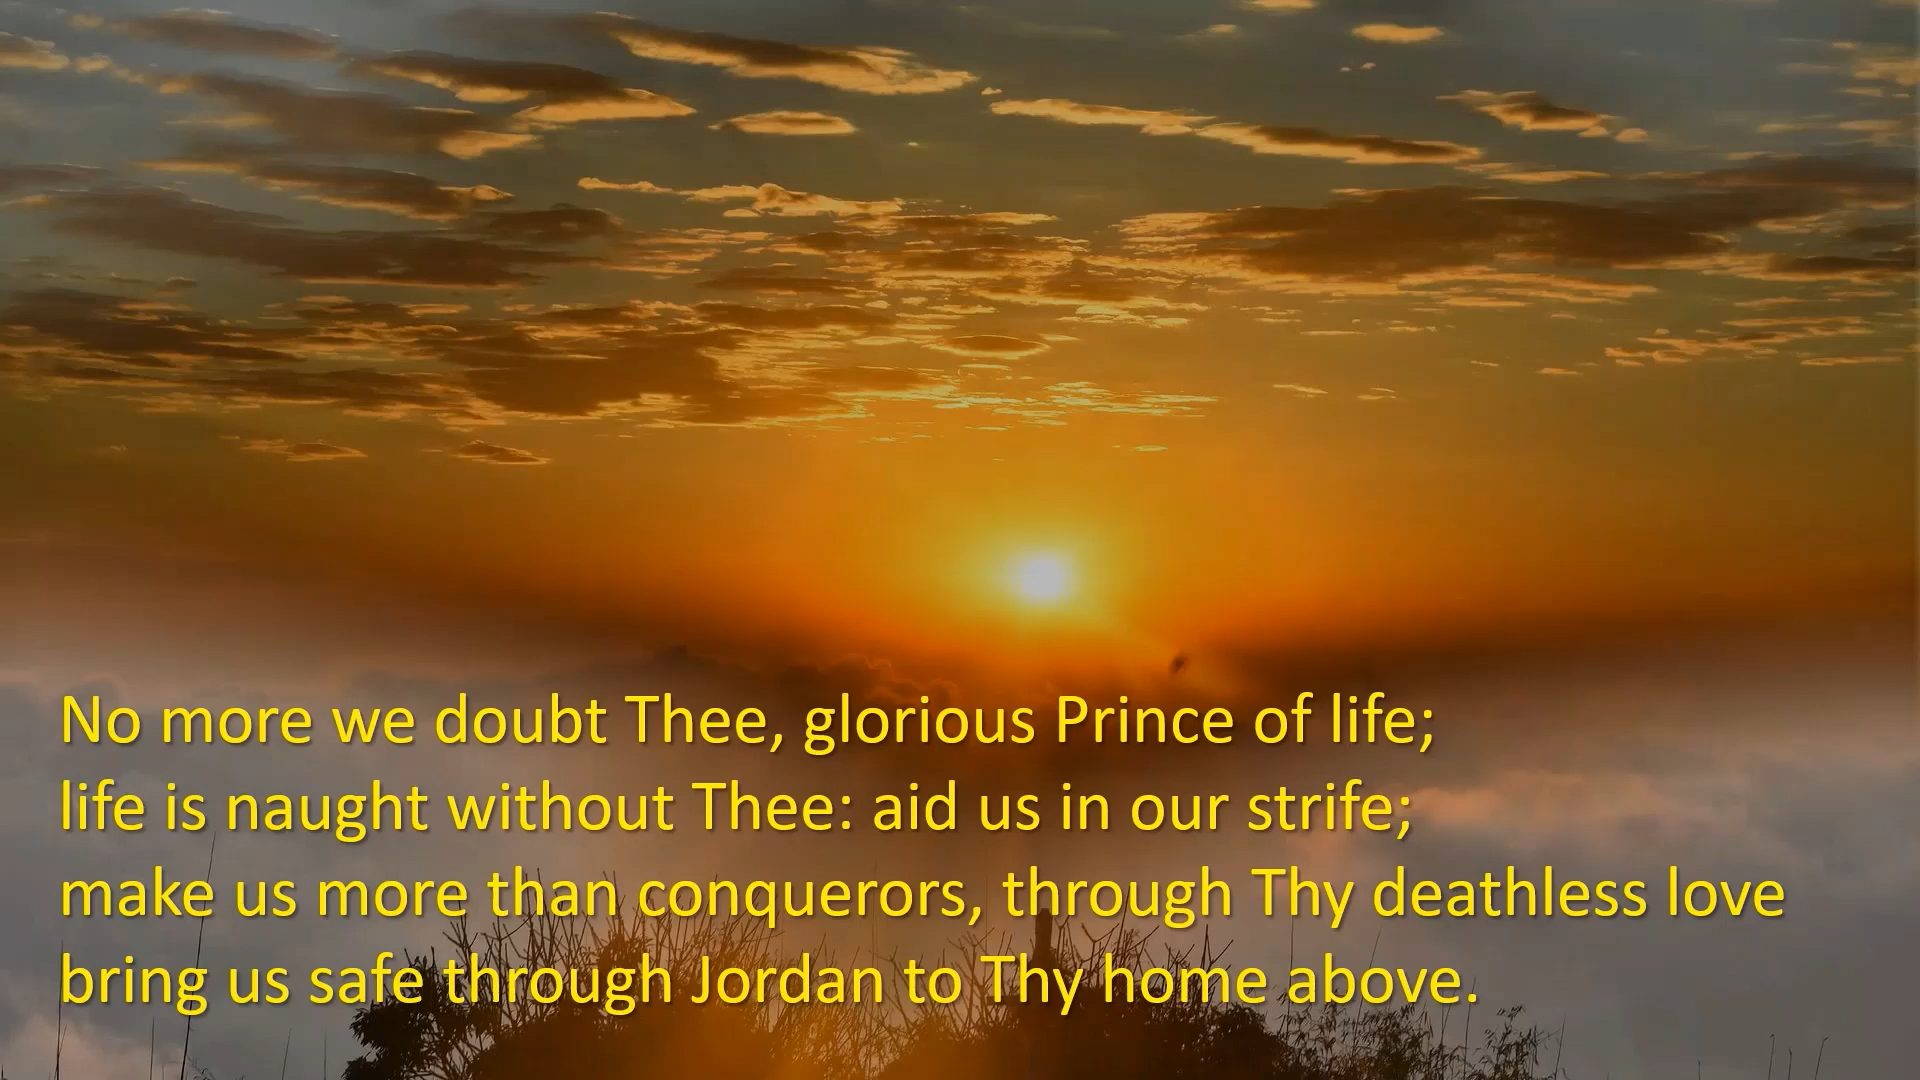 No more we doubt Thee, glorious Prince of life;
life is naught without Thee: aid us in our strife;
make us more than conquerors, through Thy deathless love
bring us safe through Jordan to Thy home above.